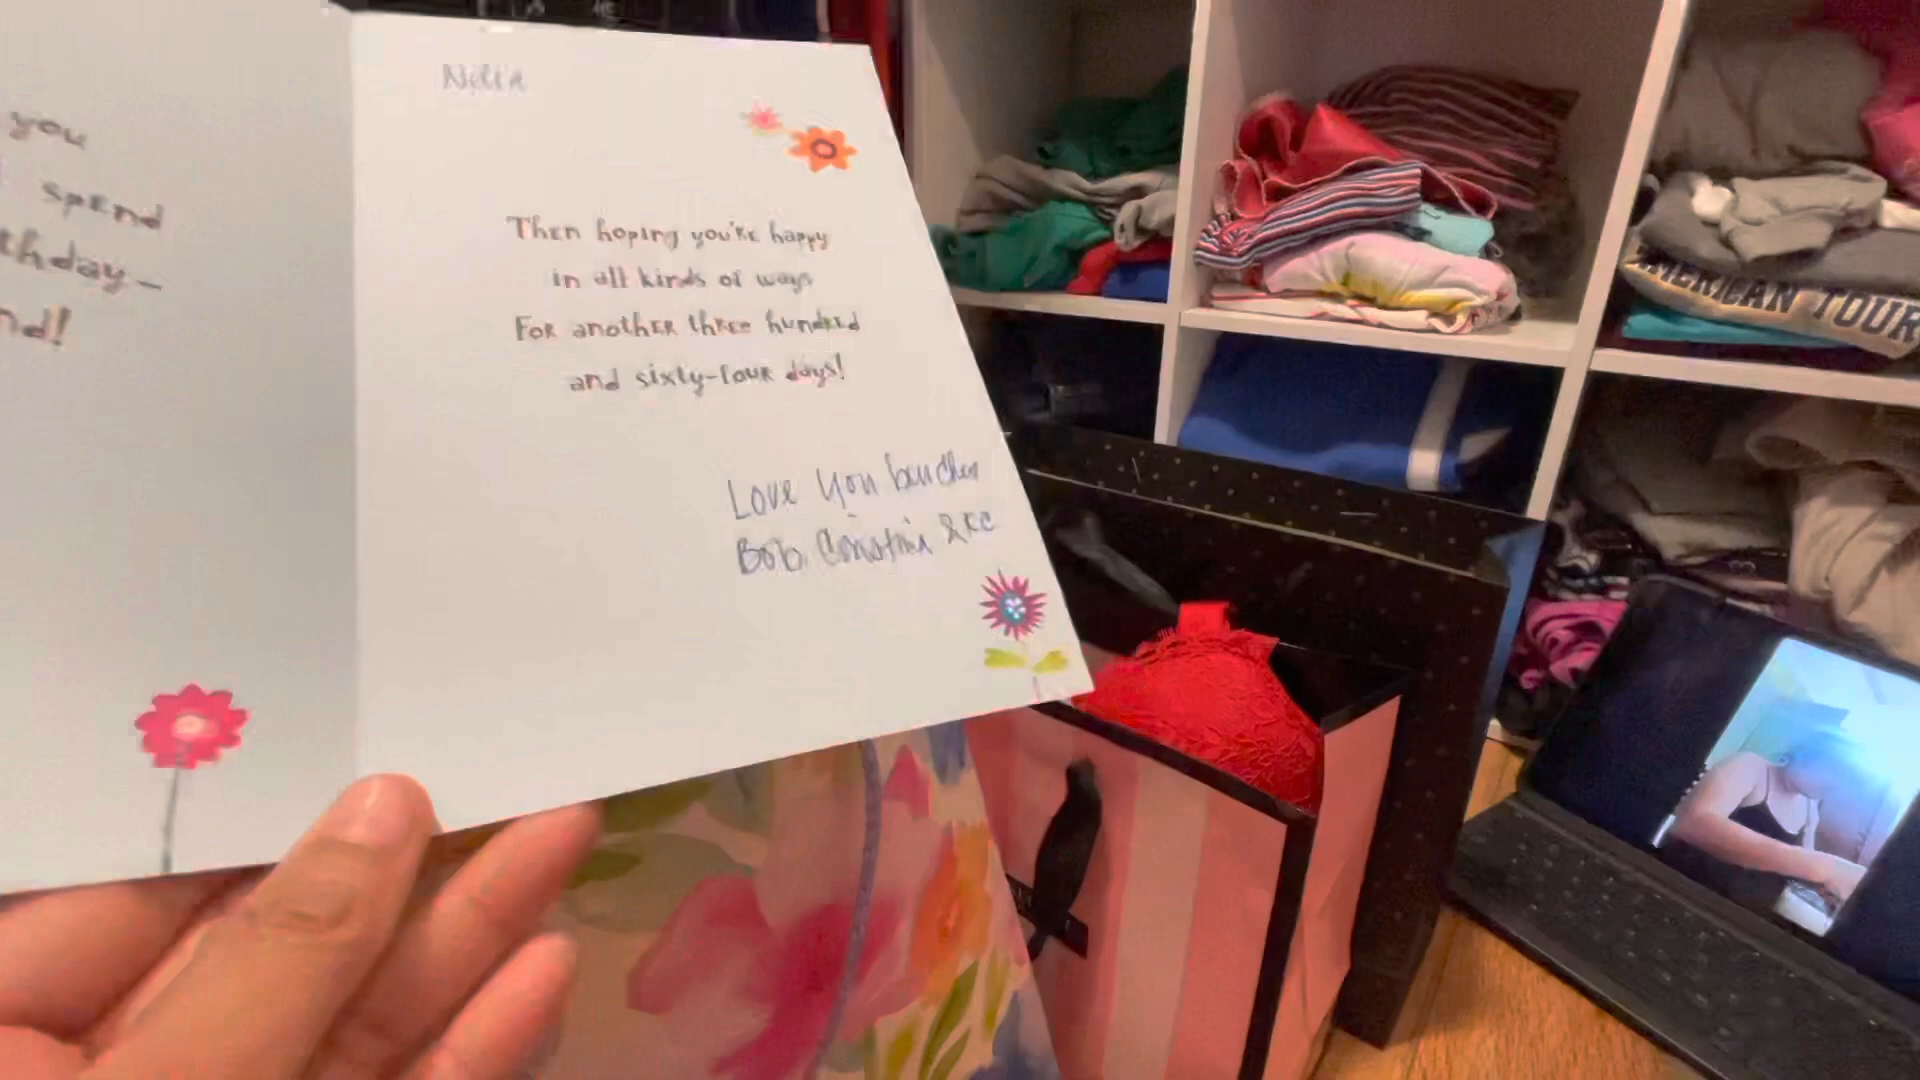 you
spend
thday–
nd!
Then hoping you're happy
in all kinds of ways
For another three hundred
and sixty-four days!
Love you
Bob,
AMERICAN TOUR